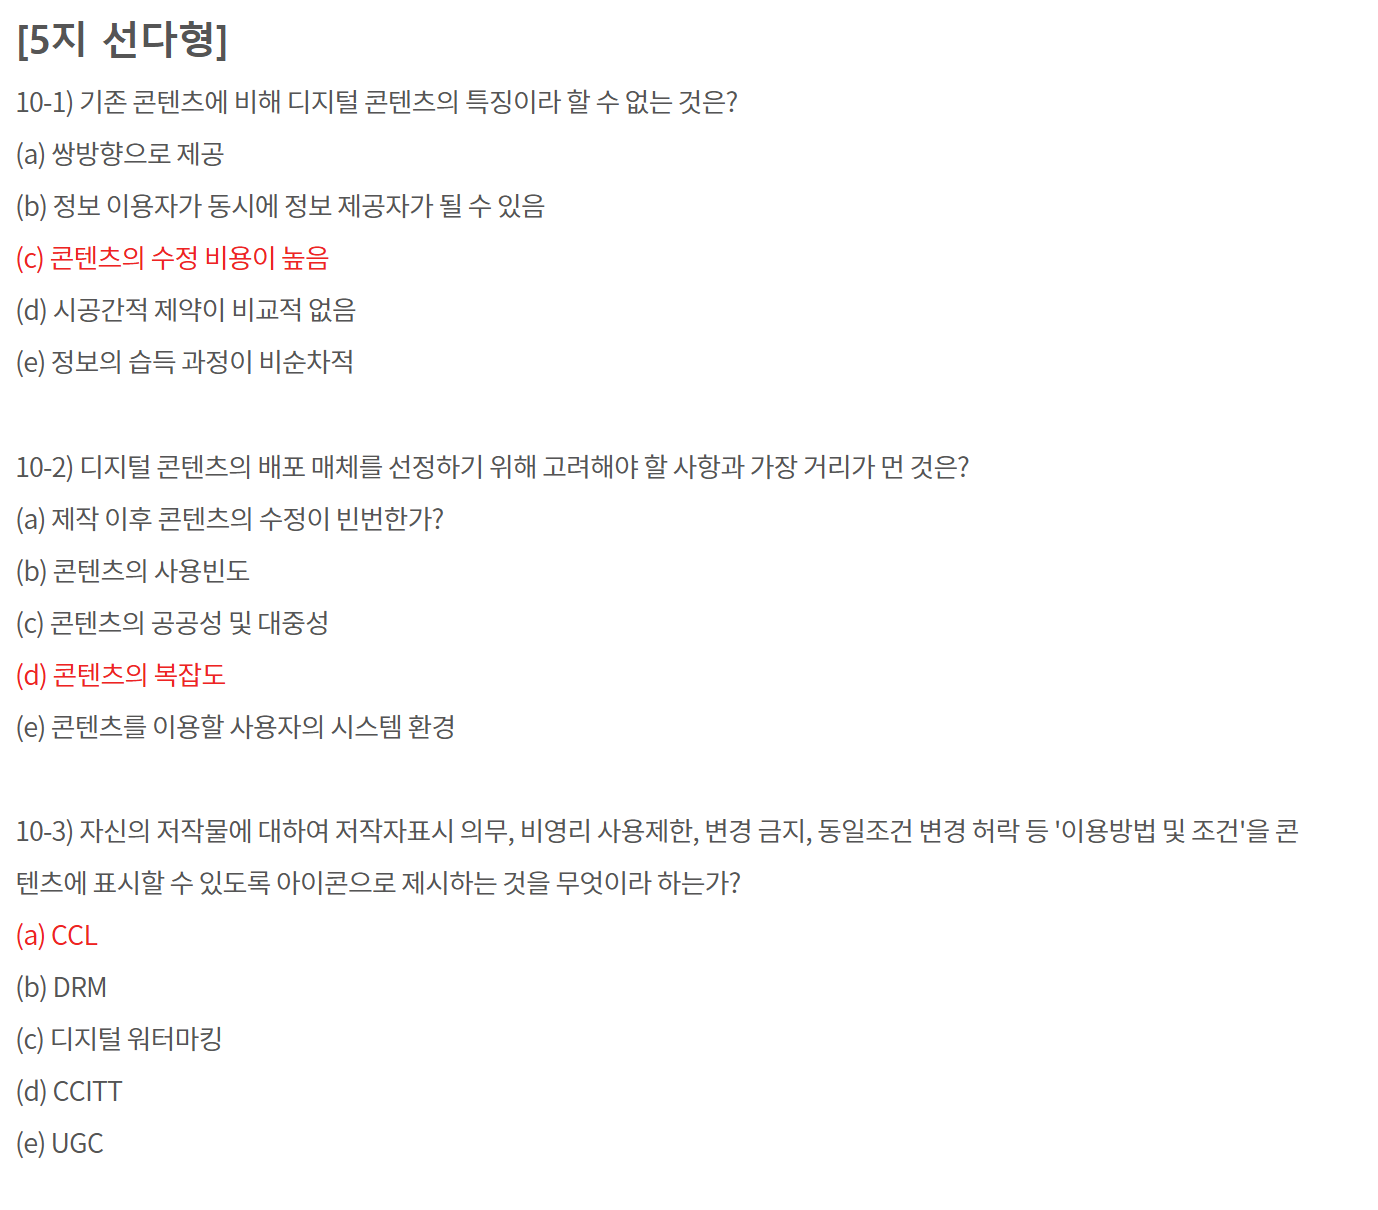 [5지 선다형]
10-1) 기존 콘텐츠에 비해 디지털 콘텐츠의 특징이라 할 수 없는 것은?
(a) 쌍방향으로 제공
(b) 정보 이용자가 동시에 정보 제공자가 될 수 있음
(c) 콘텐츠의 수정 비용이 높음
(d) 시공간적 제약이 비교적 없음
(e) 정보의 습득 과정이 비순차적
10-2) 디지털 콘텐츠의 배포 매체를 선정하기 위해 고려해야 할 사항과 가장 거리가 먼 것은?
(a) 제작 이후 콘텐츠의 수정이 빈번한가?
(b) 콘텐츠의 사용빈도
(c) 콘텐츠의 공공성 및 대중성
(d) 콘텐츠의 복잡도
(e) 콘텐츠를 이용할 사용자의 시스템 환경
10-3) 자신의 저작물에 대하여 저작자표시 의무, 비영리 사용제한, 변경 금지, 동일조건 변경 허락 등 '이용방법 및 조건'을 콘
텐츠에 표시할 수 있도록 아이콘으로 제시하는 것을 무엇이라 하는가?
(a) CCL
(b) DRM
(c) 디지털 워터마킹
(d) CCITT
(e) UGC